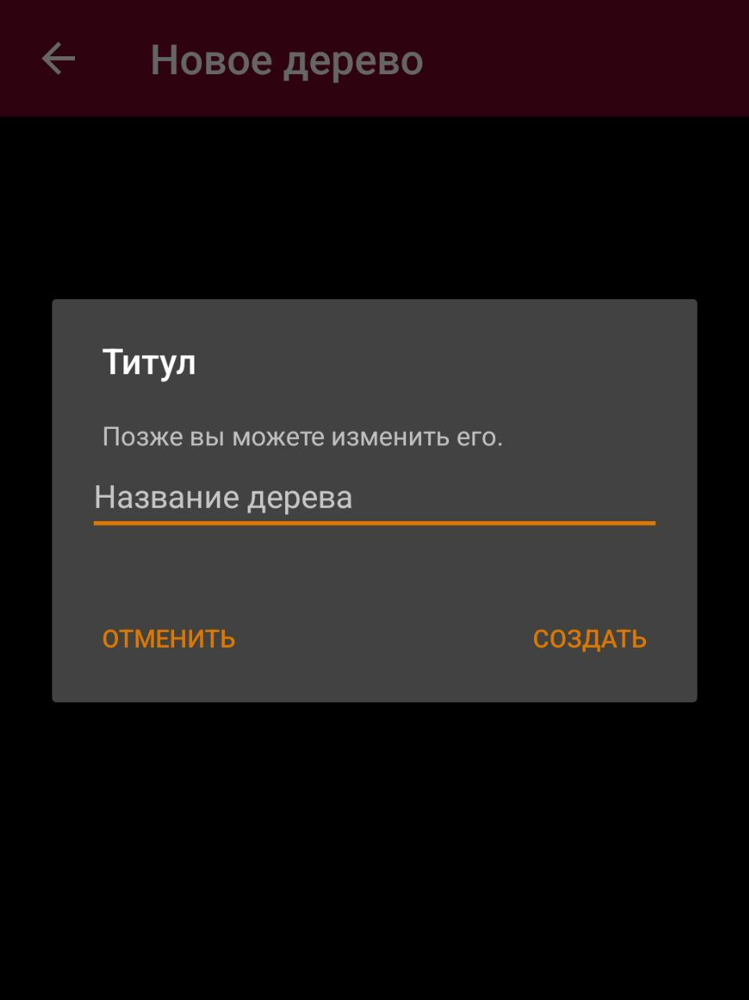 Новое дерево
Титул
Позже вы можете изменить его.
Название дерева
ОТМЕНИТЬ
СОЗДАТЬ